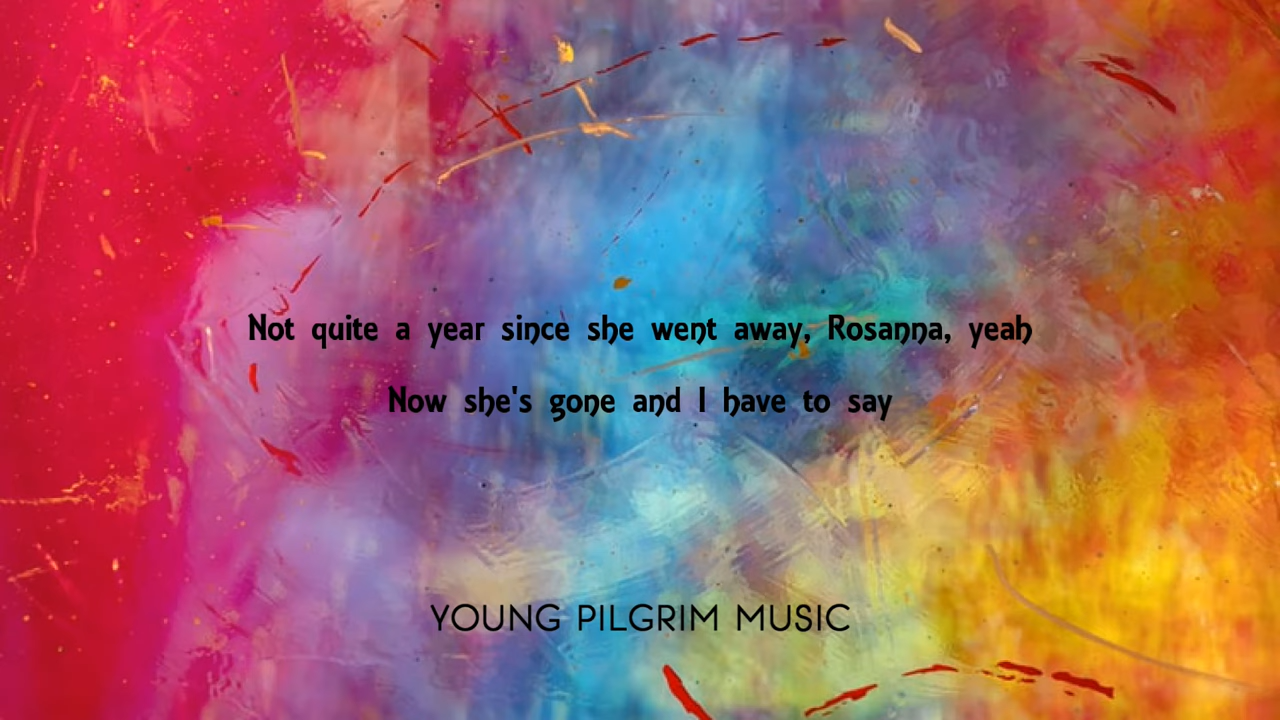 Not quite a year since she went away, Rosanna, yeah
Now she's gone and I have to say
YOUNG PILGRIM MUSIC